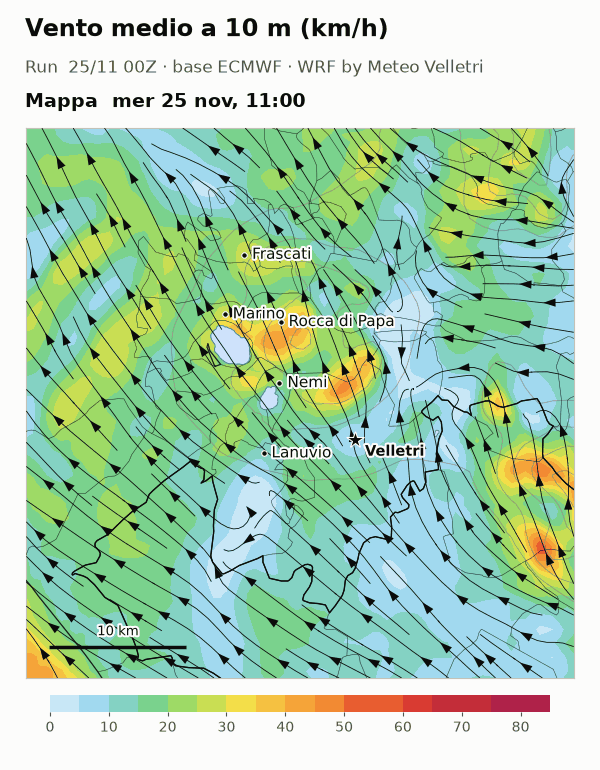 Vento medio a 10 m (km/h)
Run  25/11 00Z · base ECMWF · WRF by Meteo Velletri
Mappa  mer 25 nov, 11:00
Frascati
Marino
Rocca di Papa
Nemi
Velletri
Lanuvio
10 km
0 10 20 30 40 50 60 70 80